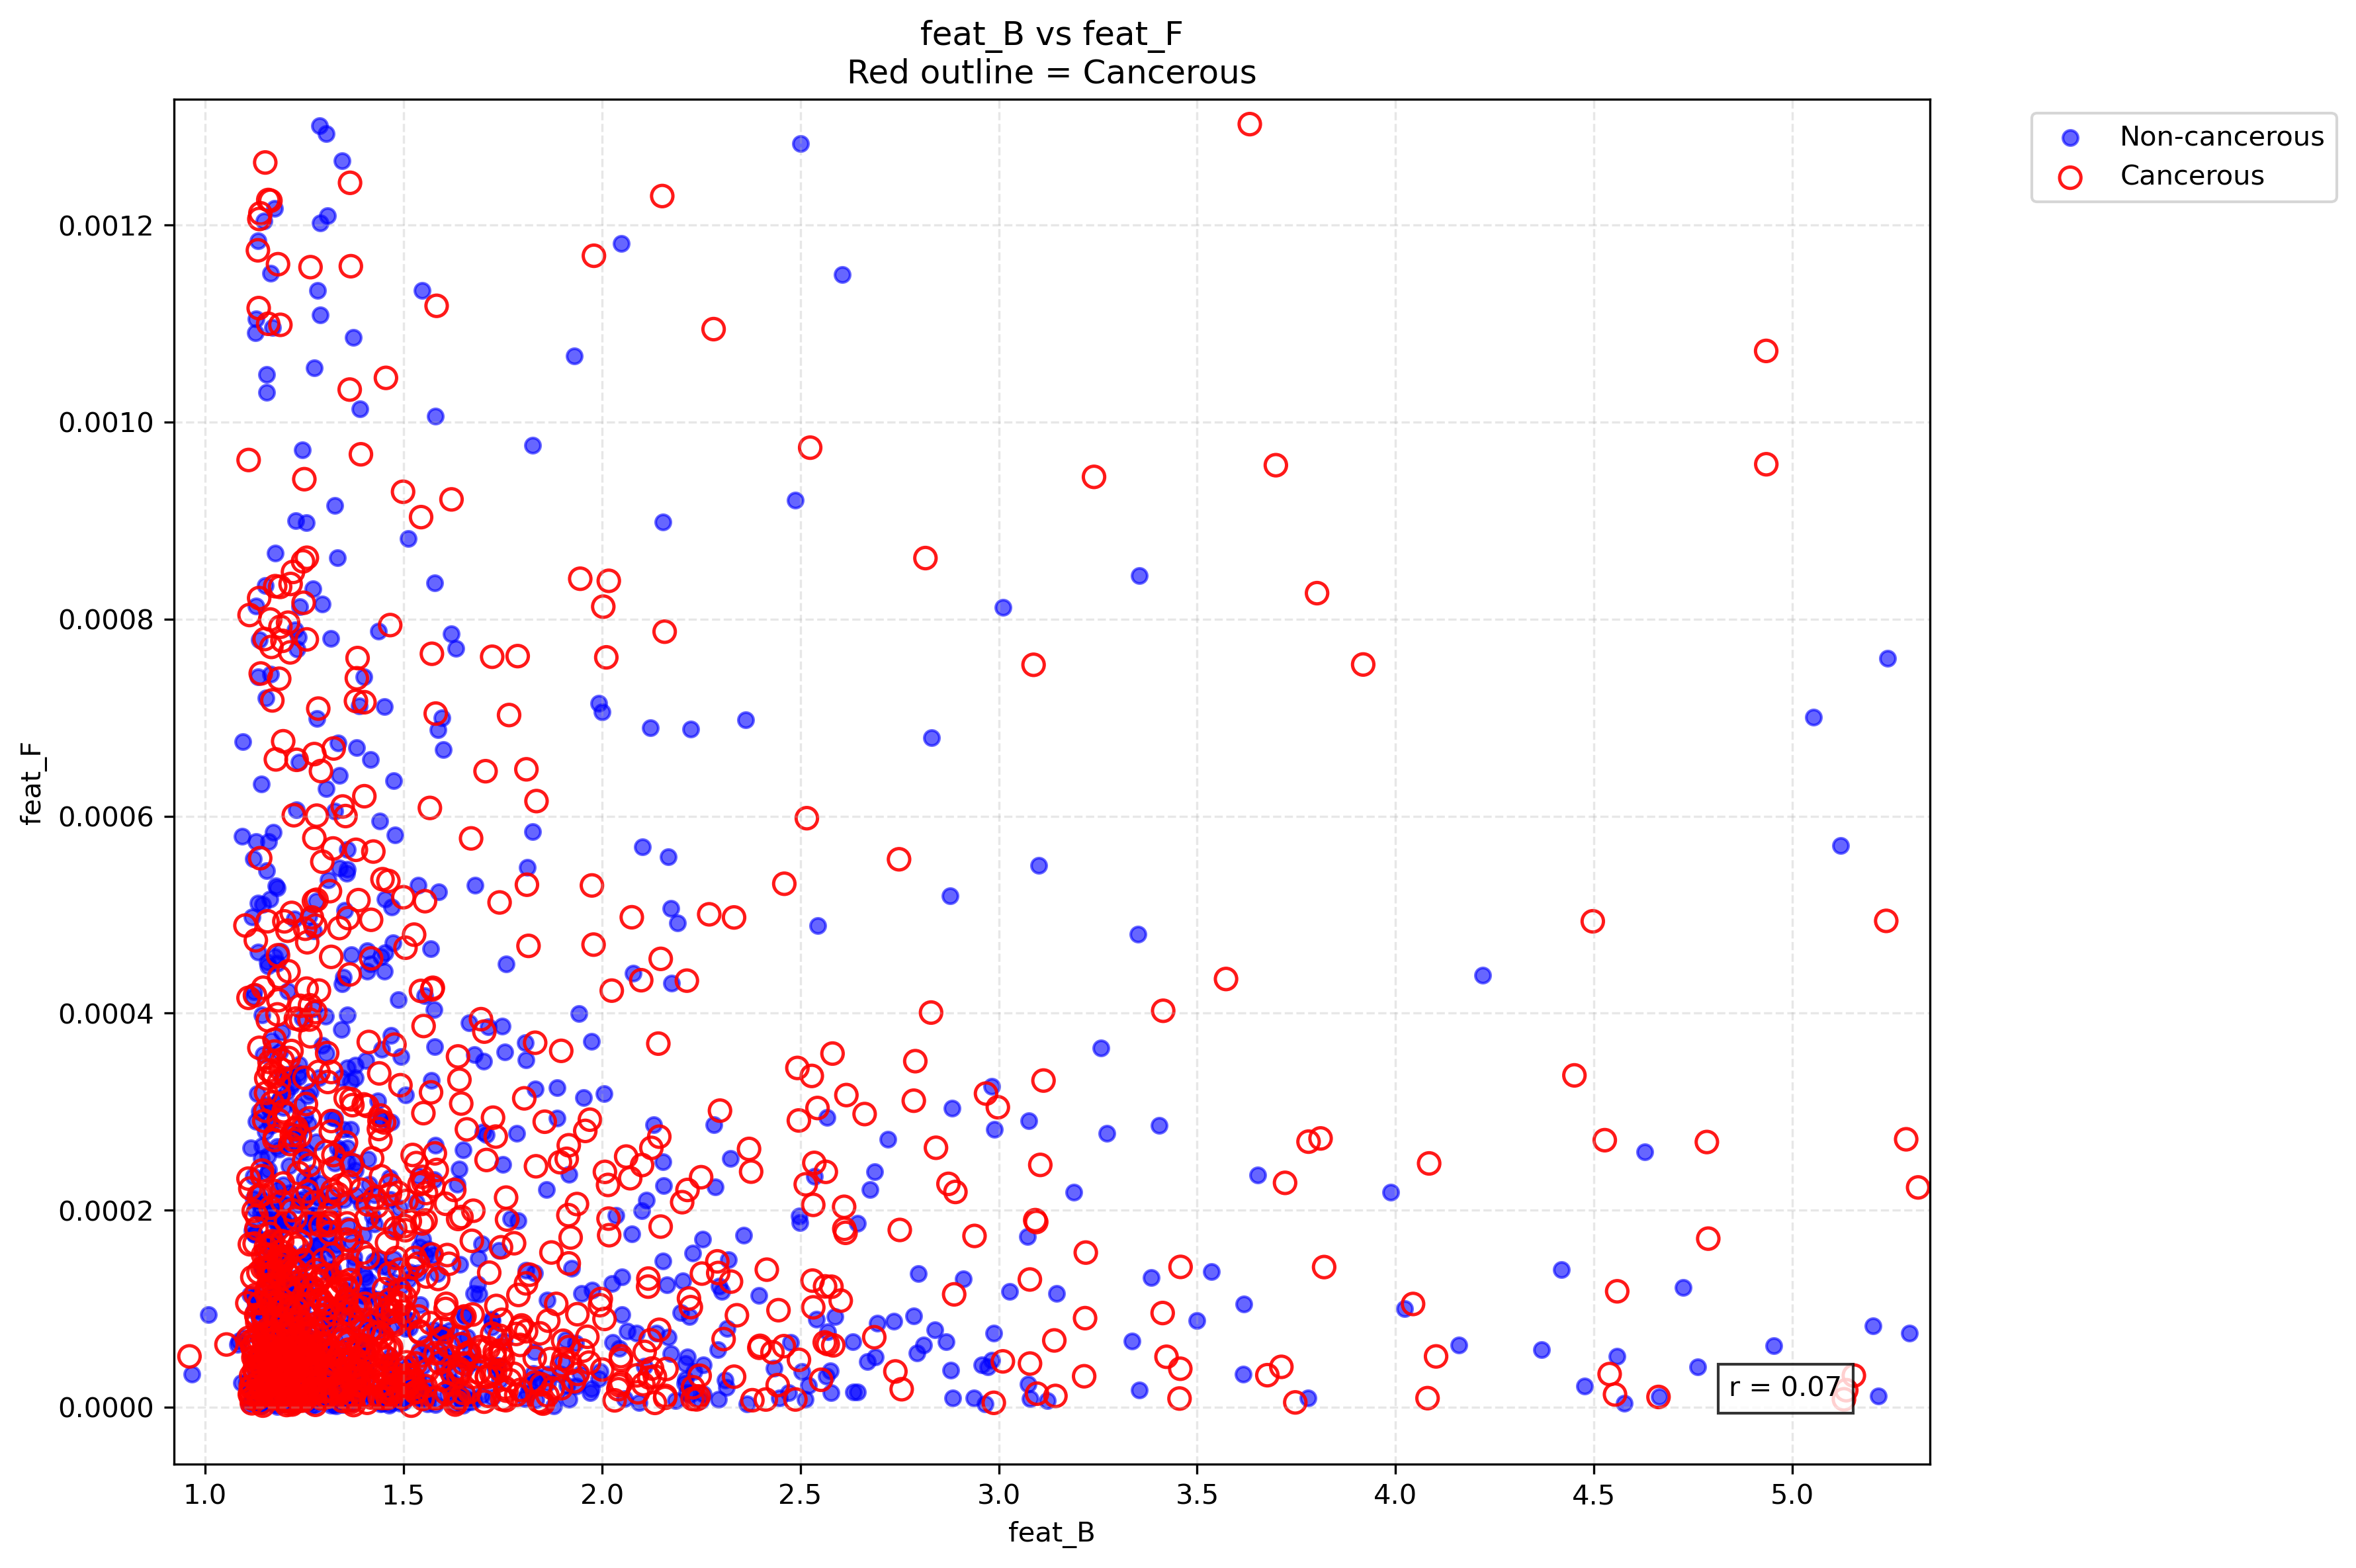 feat_B vs feat_F
Red outline = Cancerous
Non-cancerous
Cancerous
feat_F
0.0012
0.0010
0.0008
0.0006
0.0004
0.0002
0.0000
r = 0.07
1.0 1.5 2.0 2.5 3.0 3.5 4.0 4.5 5.0
feat_B